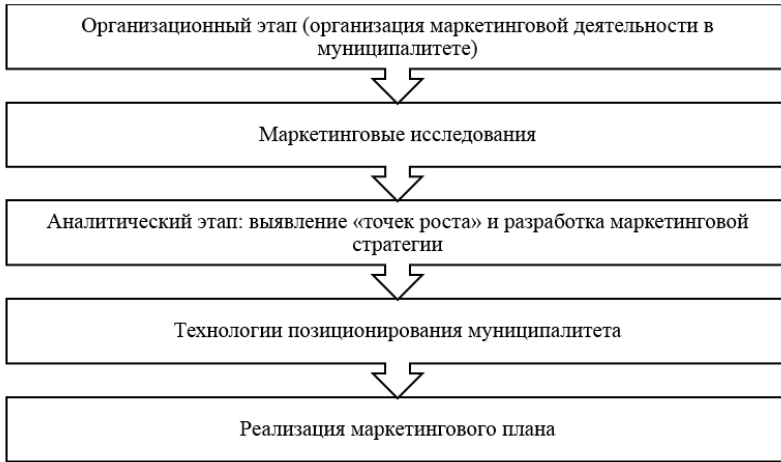 Организационный этап (организация маркетинговой деятельности в
муниципалитете)
Маркетинговые исследования
Аналитический этап: выявление «точек роста» и разработка маркетинговой
стратегии
Технологии позиционирования муниципалитета
Реализация маркетингового плана